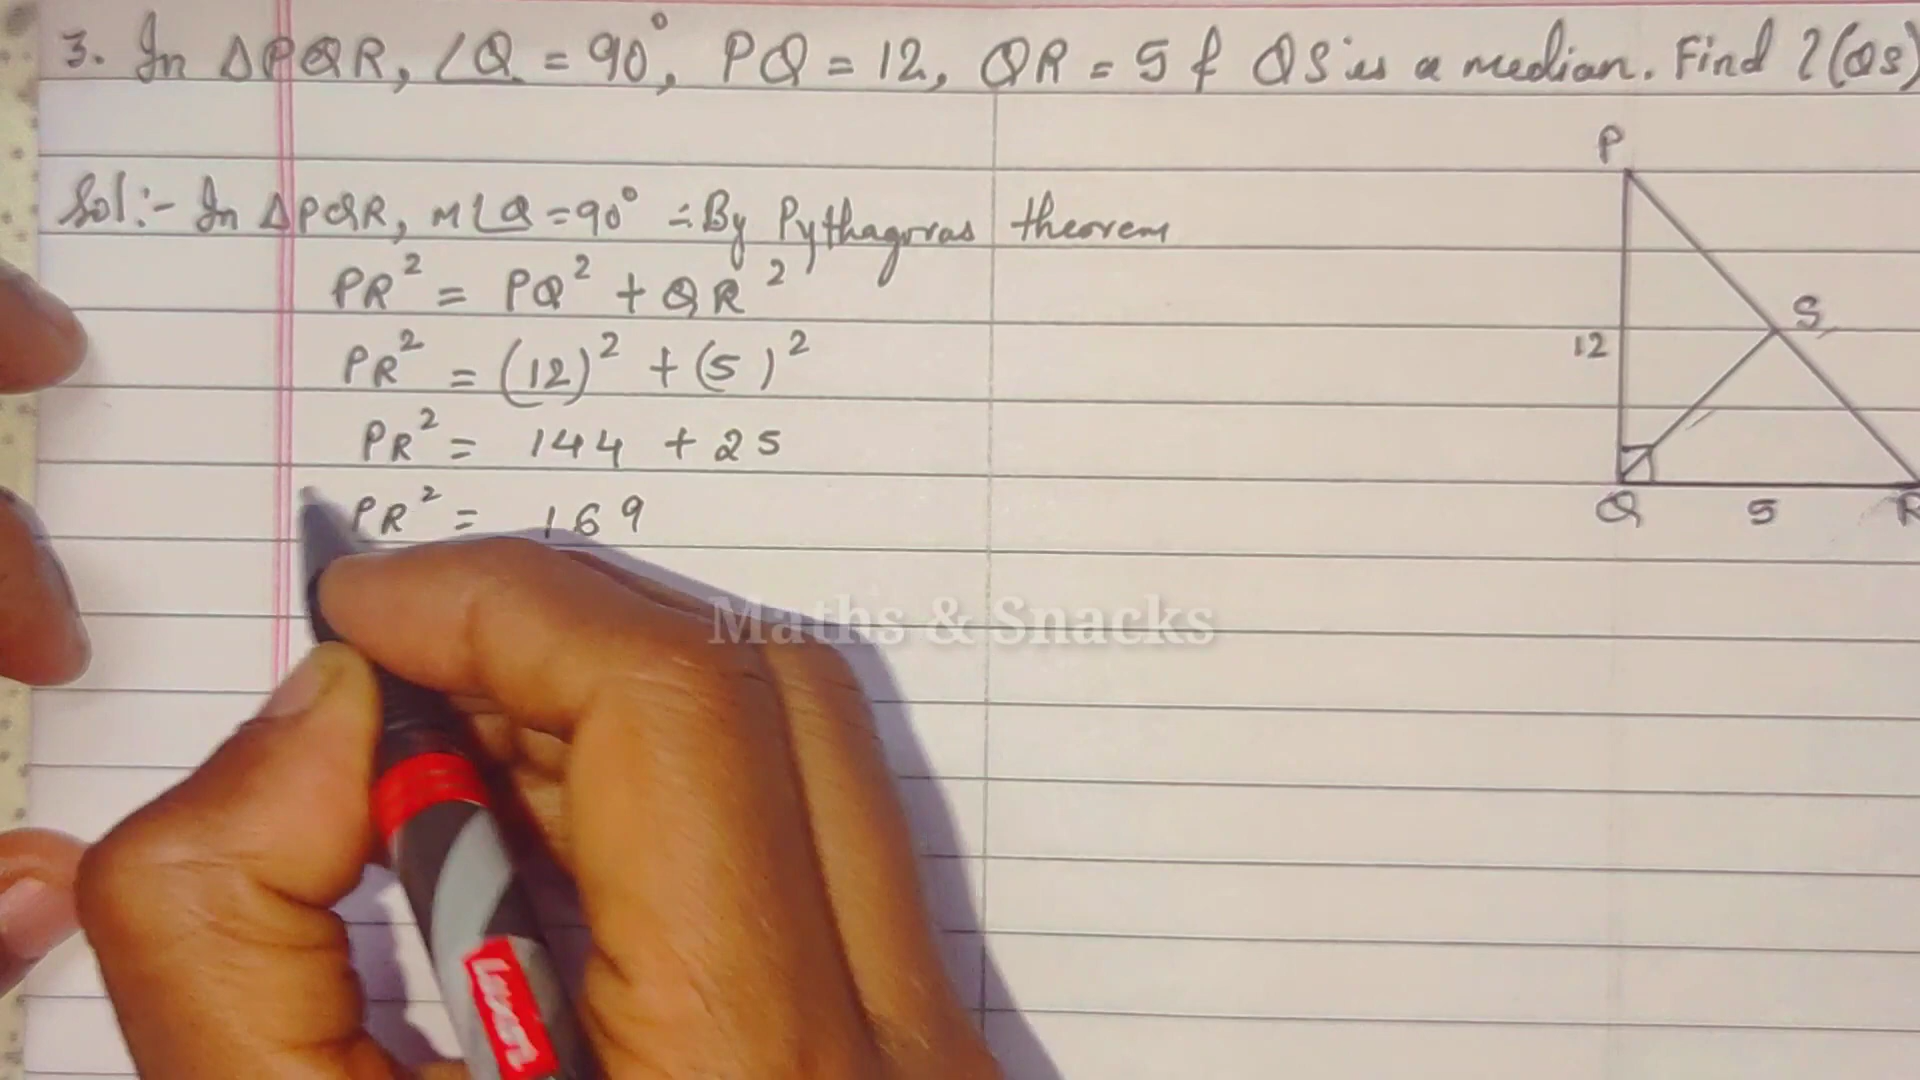 3. In ΔPQR, ∠Q = 90°, PQ = 12, QR = 5 & QS is a median. Find l(QS)
P
Sol:- In ΔPQR, m∠Q = 90° ∴ By Pythagoras theorem
PR² = PQ² + QR²
S
PR² = (12)² + (5)²
12
PR² = 144 + 25
PR² = 169
Q 5 R
Maths & Snacks
Luxor